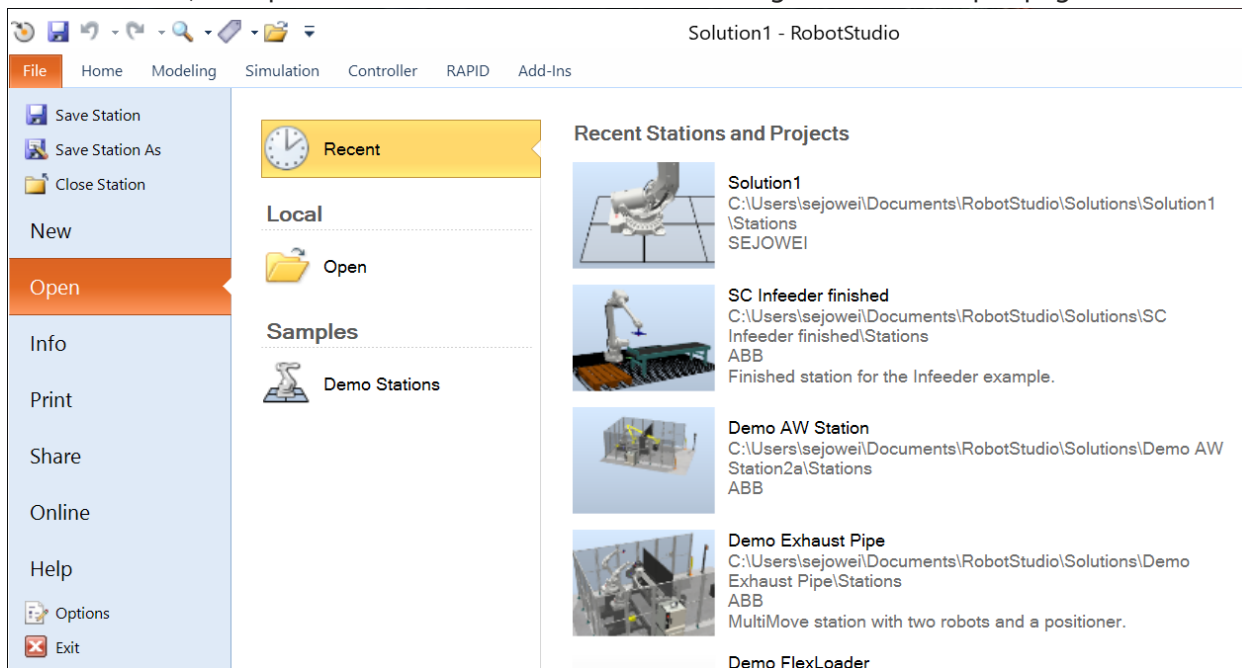 Solution1 - RobotStudio
File Home Modeling Simulation Controller RAPID Add-Ins
Save Station
Save Station As
Close Station
New
Open
Info
Print
Share
Online
Help
Options
Exit
Recent
Local
Open
Samples
Demo Stations
Recent Stations and Projects
Solution1
C:\Users\sejowei\Documents\RobotStudio\Solutions\Solution1
\Stations
SEJOWEI
SC Infeeder finished
C:\Users\sejowei\Documents\RobotStudio\Solutions\SC
Infeeder finished\Stations
ABB
Finished station for the Infeeder example.
Demo AW Station
C:\Users\sejowei\Documents\RobotStudio\Solutions\Demo AW
Station2a\Stations
ABB
Demo Exhaust Pipe
C:\Users\sejowei\Documents\RobotStudio\Solutions\Demo
Exhaust Pipe\Stations
ABB
MultiMove station with two robots and a positioner.
Demo FlexLoader